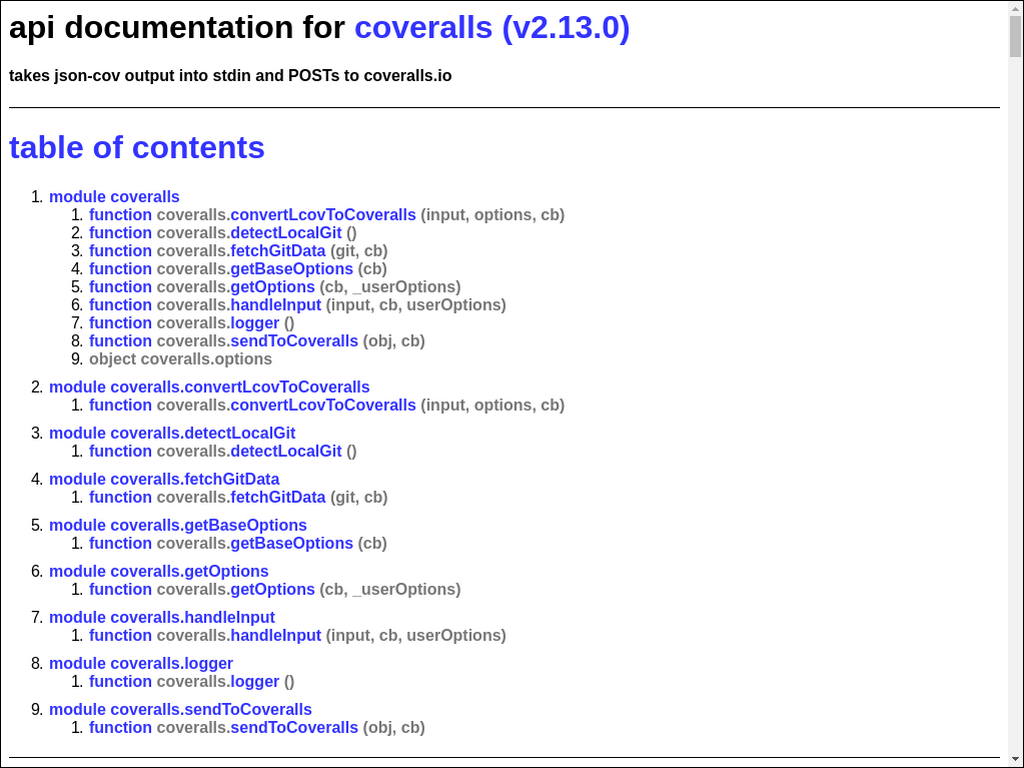 api documentation for coveralls (v2.13.0)
takes json-cov output into stdin and POSTs to coveralls.io
table of contents
1. module coveralls
1. function coveralls.convertLcovToCoveralls (input, options, cb)
2. function coveralls.detectLocalGit ()
3. function coveralls.fetchGitData (git, cb)
4. function coveralls.getBaseOptions (cb)
5. function coveralls.getOptions (cb, _userOptions)
6. function coveralls.handleInput (input, cb, userOptions)
7. function coveralls.logger ()
8. function coveralls.sendToCoveralls (obj, cb)
9. object coveralls.options
2. module coveralls.convertLcovToCoveralls
1. function coveralls.convertLcovToCoveralls (input, options, cb)
3. module coveralls.detectLocalGit
1. function coveralls.detectLocalGit ()
4. module coveralls.fetchGitData
1. function coveralls.fetchGitData (git, cb)
5. module coveralls.getBaseOptions
1. function coveralls.getBaseOptions (cb)
6. module coveralls.getOptions
1. function coveralls.getOptions (cb, _userOptions)
7. module coveralls.handleInput
1. function coveralls.handleInput (input, cb, userOptions)
8. module coveralls.logger
1. function coveralls.logger ()
9. module coveralls.sendToCoveralls
1. function coveralls.sendToCoveralls (obj, cb)